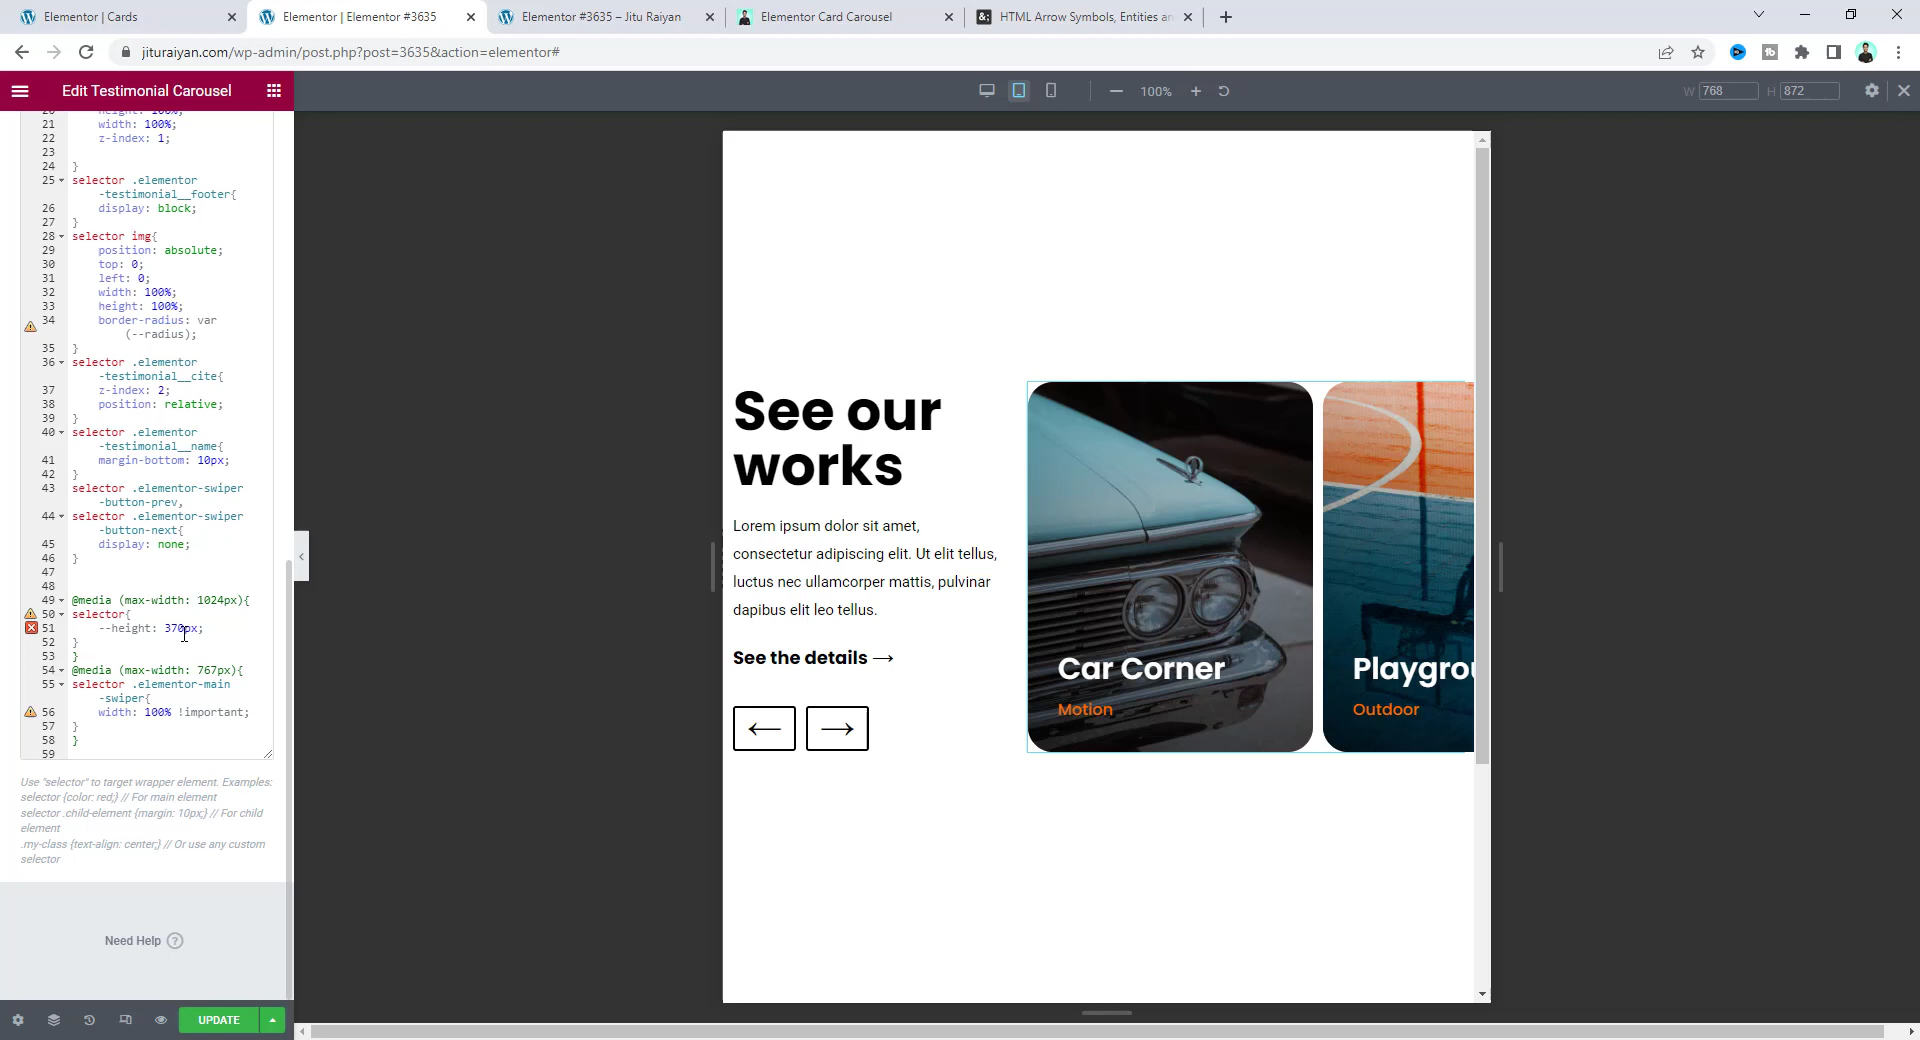 Elementor | Cards
Elementor | Elementor #3635
Elementor #3635 – Jitu Raiyan
Elementor Card Carousel
HTML Arrow Symbols, Entities an
jituraiyan.com/wp-admin/post.php?post=3635&action=elementor#
Edit Testimonial Carousel
100%
W 768 H 872
20 height: 100%;
21 width: 100%;
22 z-index: 1;
23
24 }
25 selector .elementor
-testimonial__footer{
26 display: block;
27 }
28 selector img{
29 position: absolute;
30 top: 0;
31 left: 0;
32 width: 100%;
33 height: 100%;
34 border-radius: var
(--radius);
35 }
36 selector .elementor
-testimonial__cite{
37 z-index: 2;
38 position: relative;
39 }
40 selector .elementor
-testimonial__name{
41 margin-bottom: 10px;
42 }
43 selector .elementor-swiper
-button-prev,
44 selector .elementor-swiper
-button-next{
45 display: none;
46 }
47
48
49 @media (max-width: 1024px){
50 selector{
51 --height: 370px;
52 }
53 }
54 @media (max-width: 767px){
55 selector .elementor-main
-swiper{
56 width: 100% !important;
57 }
58 }
59
Use "selector" to target wrapper element. Examples:
selector {color: red;} // For main element
selector .child-element {margin: 10px;} // For child
element
.my-class {text-align: center;} // Or use any custom
selector
Need Help ?
UPDATE
See our
works
Lorem ipsum dolor sit amet,
consectetur adipiscing elit. Ut elit tellus,
luctus nec ullamcorper mattis, pulvinar
dapibus elit leo tellus.
See the details →
← →
Car Corner
Motion
Playgrou
Outdoor